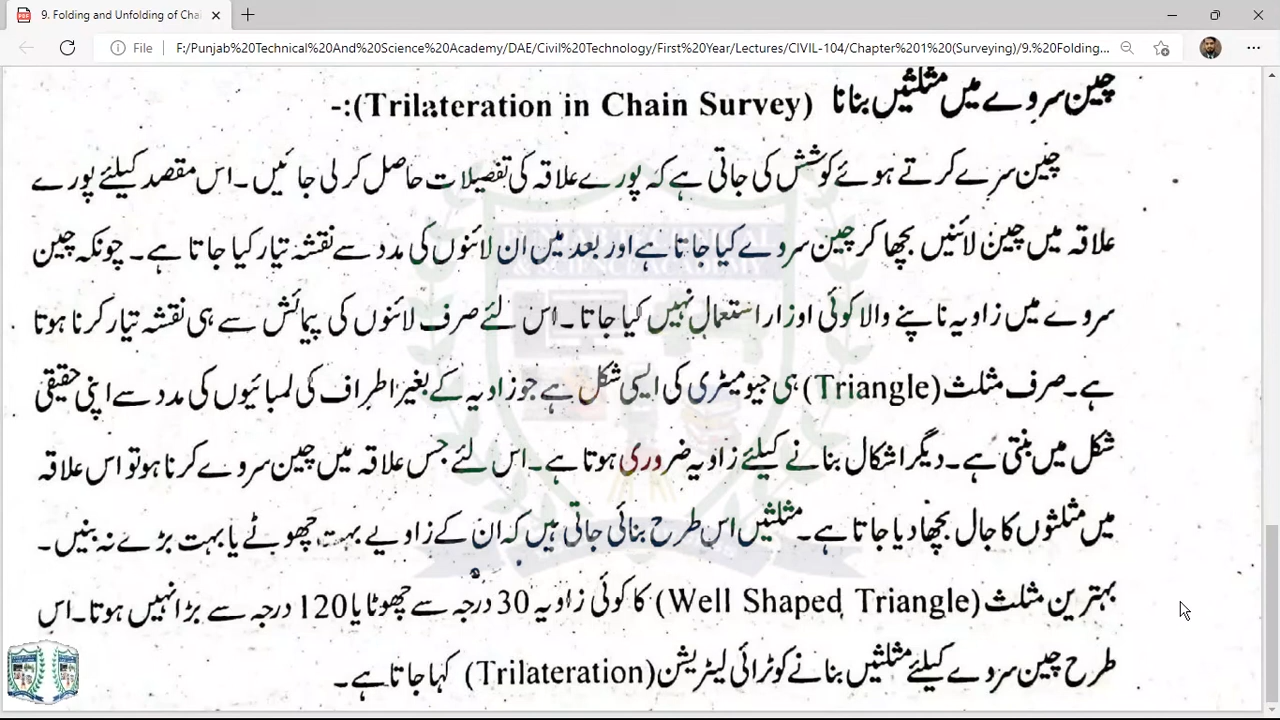 9. Folding and Unfolding of Chai
File
F:/Punjab%20Technical%20And%20Science%20Academy/DAE/Civil%20Technology/First%20Year/Lectures/CIVIL-104/Chapter%201%20(Surveying)/9.%20Folding...
چین سروے میں مثلثیں بنانا (Trilateration in Chain Survey):-
چین سرے کرتے ہوئے کوشش کی جاتی ہے کہ پورے علاقہ کی تفصیلات حاصل کر لی جائیں۔ اس مقصد کیلئے پورے
علاقہ میں چین لائنیں بچھا کر چین سروے کیا جاتا ہے اور بعد میں ان لائنوں کی مدد سے نقشہ تیار کیا جاتا ہے۔ چونکہ چین
سروے میں زاویہ ناپنے والا کوئی اوزار استعمال نہیں کیا جاتا۔ اس لئے صرف لائنوں کی پیمائش سے ہی نقشہ تیار کرنا ہوتا
ہے۔ صرف مثلث (Triangle) ہی جیومیٹری کی ایسی شکل ہے جو زاویہ کے بغیر اطراف کی لمبائیوں کی مدد سے اپنی حقیقی
شکل میں بنتی ہے۔ دیگر اشکال بنانے کیلئے زاویہ ضروری ہوتا ہے۔ اس لئے جس علاقہ میں چین سروے کرنا ہو تو اس علاقہ
میں مثلثوں کا جال بچھا دیا جاتا ہے۔ مثلثیں اس طرح بنائی جاتی ہیں کہ ان کے زاویے بہت چھوٹے یا بہت بڑے نہ بنیں۔
بہترین مثلث (Well Shaped Triangle) کا کوئی زاویہ 30 درجہ سے چھوٹا یا 120 درجہ سے بڑا نہیں ہوتا۔ اس
طرح چین سروے کیلئے مثلثیں بنانے کو ٹرائی لیٹریشن (Trilateration) کہا جاتا ہے۔
PUNJAB TECHNICAL
& SCIENCE ACADEMY